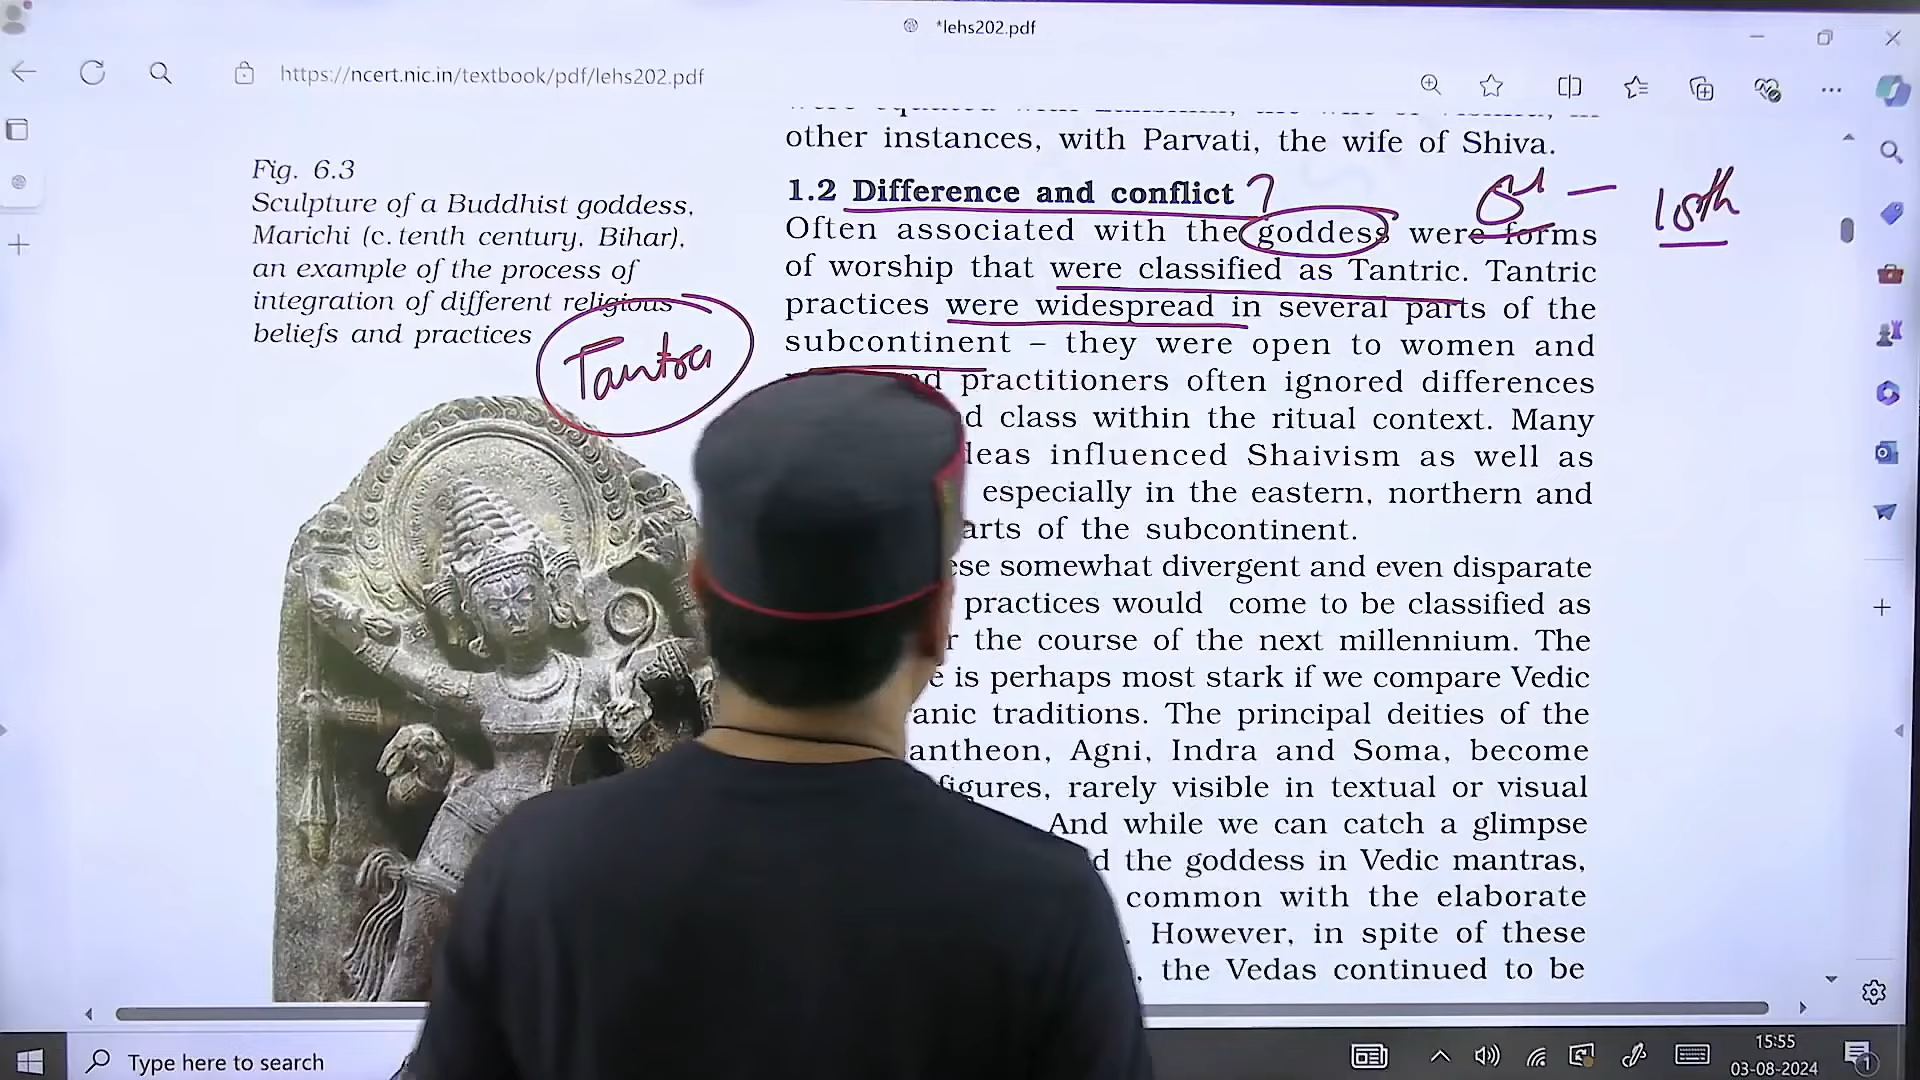 *lehs202.pdf
https://ncert.nic.in/textbook/pdf/lehs202.pdf
other instances, with Parvati, the wife of Shiva.
Fig. 6.3
Sculpture of a Buddhist goddess,
Marichi (c. tenth century, Bihar),
an example of the process of
integration of different religious
beliefs and practices
Tantra
1.2 Difference and conflict ?
Often associated with the goddess were forms
of worship that were classified as Tantric. Tantric
practices were widespread in several parts of the
subcontinent – they were open to women and
practitioners often ignored differences
class within the ritual context. Many
influenced Shaivism as well as
especially in the eastern, northern and
of the subcontinent.
somewhat divergent and even disparate
practices would come to be classified as
the course of the next millennium. The
is perhaps most stark if we compare Vedic
traditions. The principal deities of the
Agni, Indra and Soma, become
figures, rarely visible in textual or visual
And while we can catch a glimpse
the goddess in Vedic mantras,
common with the elaborate
However, in spite of these
the Vedas continued to be
Type here to search
15:55
03-08-2024
1